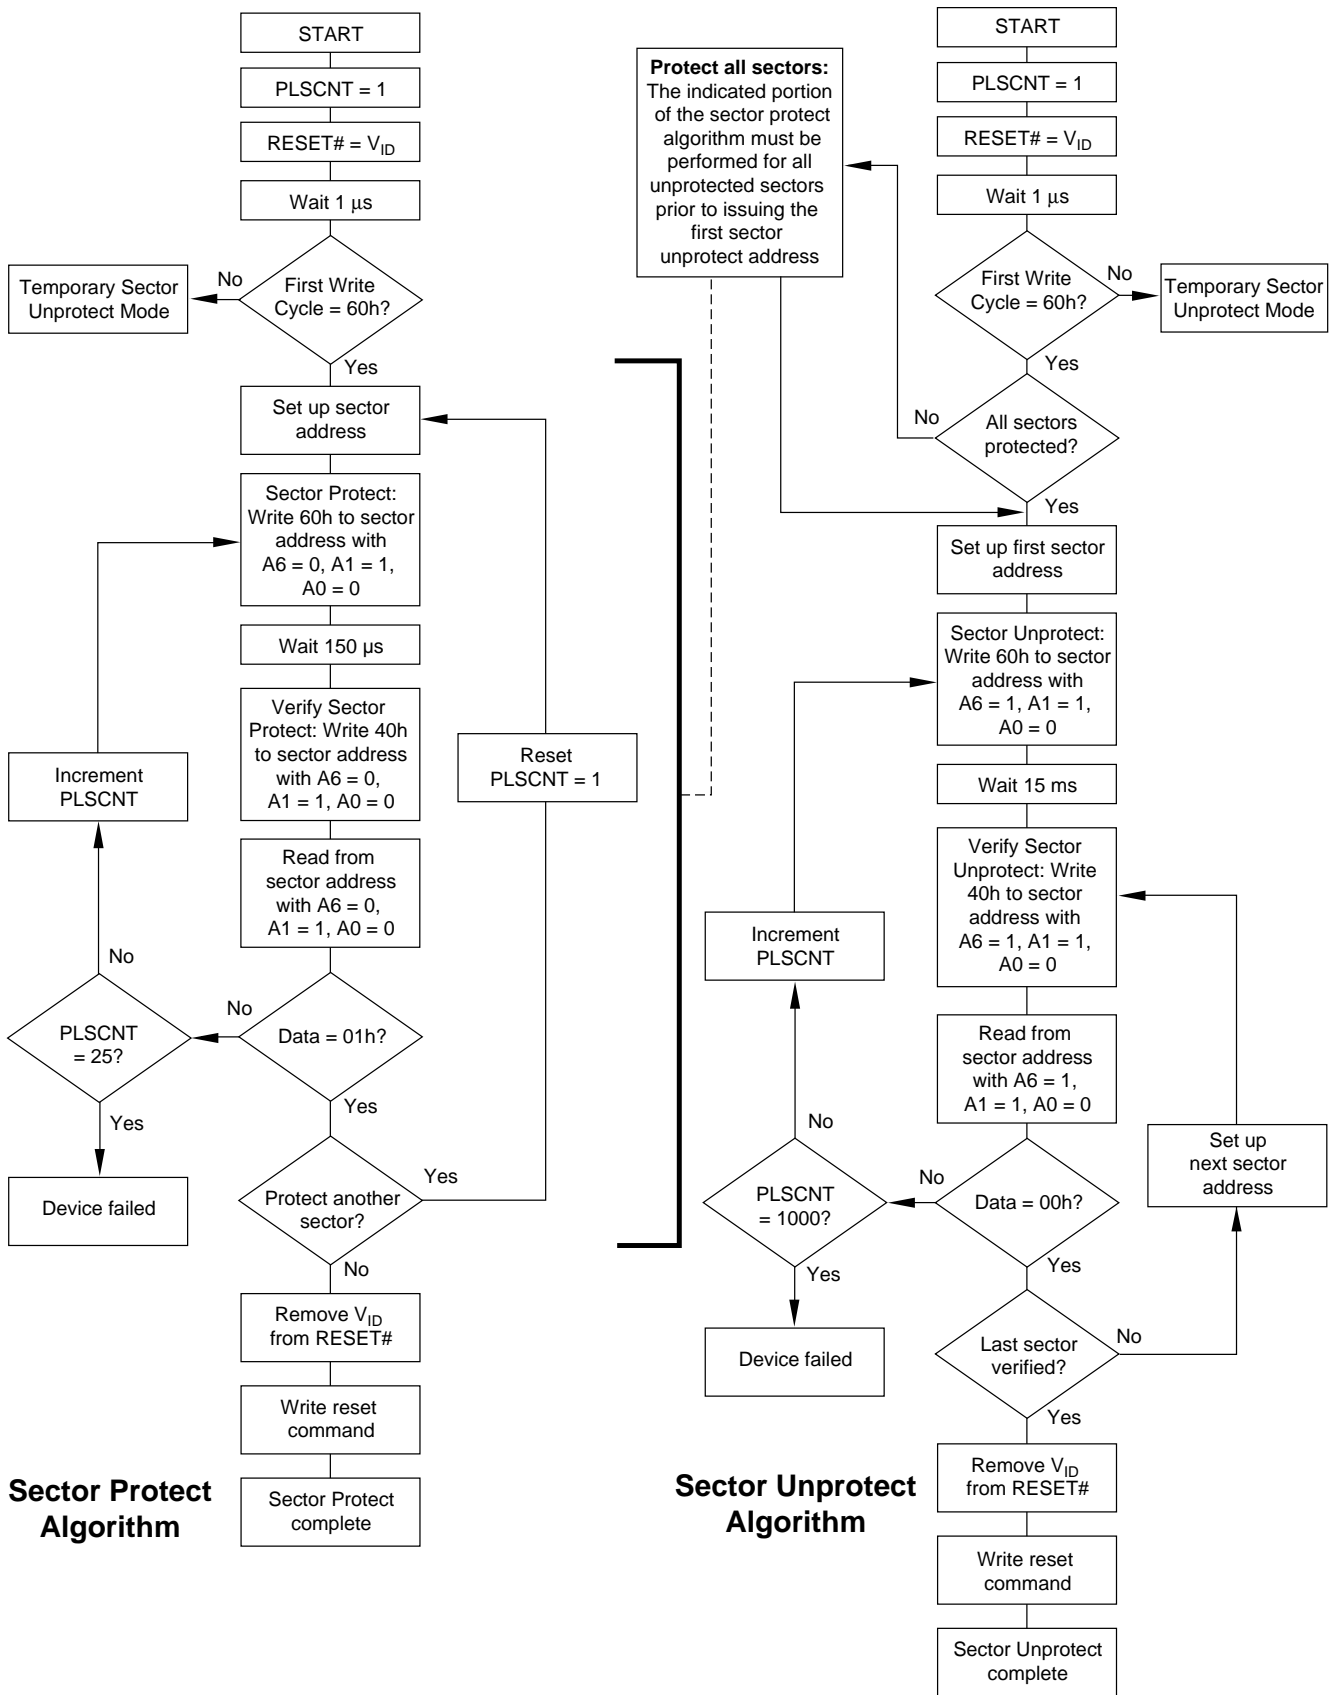 START
PLSCNT = 1
RESET# = VID
Wait 1 μs
First Write
Cycle = 60h?
No
Temporary Sector
Unprotect Mode
Yes
Set up sector
address
Sector Protect:
Write 60h to sector
address with
A6 = 0, A1 = 1,
A0 = 0
Wait 150 µs
Verify Sector
Protect: Write 40h
to sector address
with A6 = 0,
A1 = 1, A0 = 0
Reset
PLSCNT = 1
Increment
PLSCNT
Read from
sector address
with A6 = 0,
A1 = 1, A0 = 0
No
No
PLSCNT
= 25?
Data = 01h?
Yes
Yes
Device failed
Protect another
sector?
Yes
No
Remove VID
from RESET#
Write reset
command
Sector Protect
complete
Sector Protect
Algorithm
Protect all sectors:
The indicated portion
of the sector protect
algorithm must be
performed for all
unprotected sectors
prior to issuing the
first sector
unprotect address
START
PLSCNT = 1
RESET# = VID
Wait 1 μs
First Write
Cycle = 60h?
No
Temporary Sector
Unprotect Mode
Yes
No
All sectors
protected?
Yes
Set up first sector
address
Sector Unprotect:
Write 60h to sector
address with
A6 = 1, A1 = 1,
A0 = 0
Wait 15 ms
Verify Sector
Unprotect: Write
40h to sector
address with
A6 = 1, A1 = 1,
A0 = 0
Increment
PLSCNT
Read from
sector address
with A6 = 1,
A1 = 1, A0 = 0
No
Set up
next sector
address
No
PLSCNT
= 1000?
Data = 00h?
Yes
Yes
Device failed
Last sector
verified?
No
Yes
Remove VID
from RESET#
Write reset
command
Sector Unprotect
complete
Sector Unprotect
Algorithm